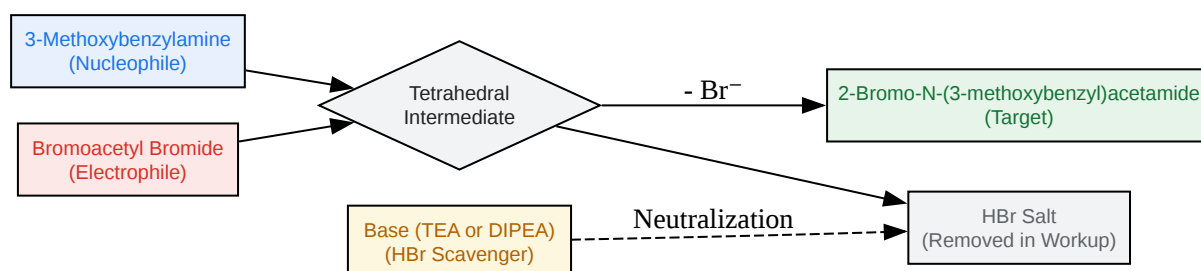 3-Methoxybenzylamine
(Nucleophile)
Bromoacetyl Bromide
(Electrophile)
Tetrahedral
Intermediate
- Br⁻
2-Bromo-N-(3-methoxybenzyl)acetamide
(Target)
Base (TEA or DIPEA)
(HBr Scavenger)
Neutralization
HBr Salt
(Removed in Workup)